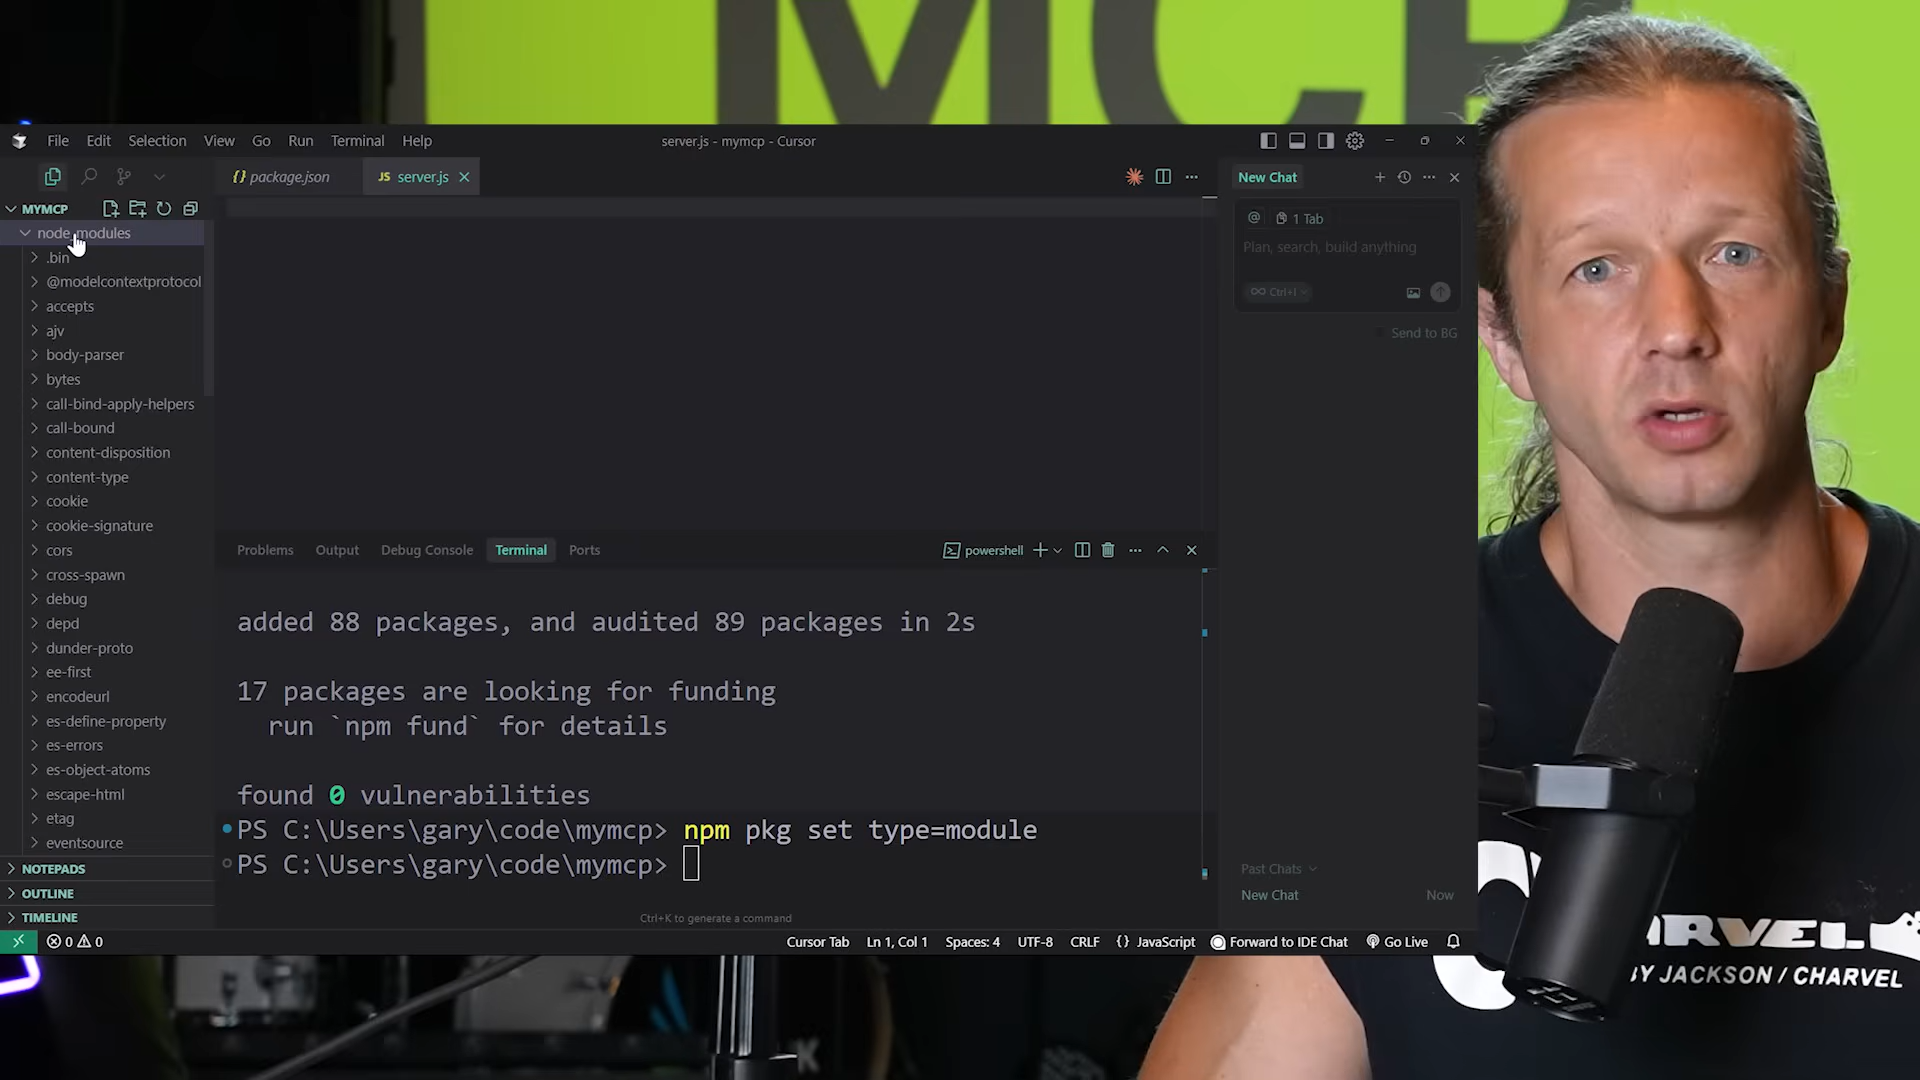 MCP
File Edit Selection View Go Run Terminal Help
server.js - mymcp - Cursor
{} package.json
JS server.js
MYMCP
node_modules
.bin
@modelcontextprotocol
accepts
ajv
body-parser
bytes
call-bind-apply-helpers
call-bound
content-disposition
content-type
cookie
cookie-signature
cors
cross-spawn
debug
depd
dunder-proto
ee-first
encodeurl
es-define-property
es-errors
es-object-atoms
escape-html
etag
eventsource
NOTEPADS
OUTLINE
TIMELINE
Problems Output Debug Console Terminal Ports
powershell
added 88 packages, and audited 89 packages in 2s
17 packages are looking for funding
run `npm fund` for details
found 0 vulnerabilities
PS C:\Users\gary\code\mymcp> npm pkg set type=module
PS C:\Users\gary\code\mymcp>
Ctrl+K to generate a command
New Chat
@ 1 Tab
Plan, search, build anything
∞ Ctrl+I
Send to BG
Past Chats
New Chat Now
0 0
Cursor Tab Ln 1, Col 1 Spaces: 4 UTF-8 CRLF {} JavaScript Forward to IDE Chat Go Live
ARVEL
BY JACKSON / CHARVEL